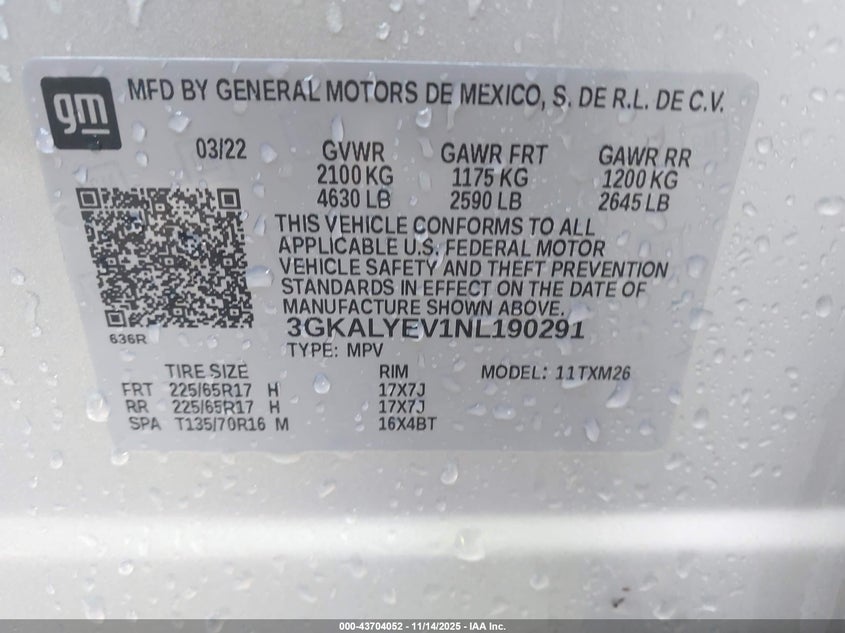 gm
MFD BY GENERAL MOTORS DE MEXICO, S. DE R.L. DE C.V.
03/22 GVWR GAWR FRT GAWR RR
2100 KG 1175 KG 1200 KG
4630 LB 2590 LB 2645 LB
THIS VEHICLE CONFORMS TO ALL
APPLICABLE U.S. FEDERAL MOTOR
VEHICLE SAFETY AND THEFT PREVENTION
STANDARDS IN EFFECT ON THE DATE OF
MANUFACTURE SHOWN ABOVE.
3GKALYEV1NL190291
636R
TYPE: MPV
TIRE SIZE RIM MODEL: 11TXM26
FRT 225/65R17 H 17X7J
RR 225/65R17 H 17X7J
SPA T135/70R16 M 16X4BT
000-43704052 - 11/14/2025 - IAA Inc.